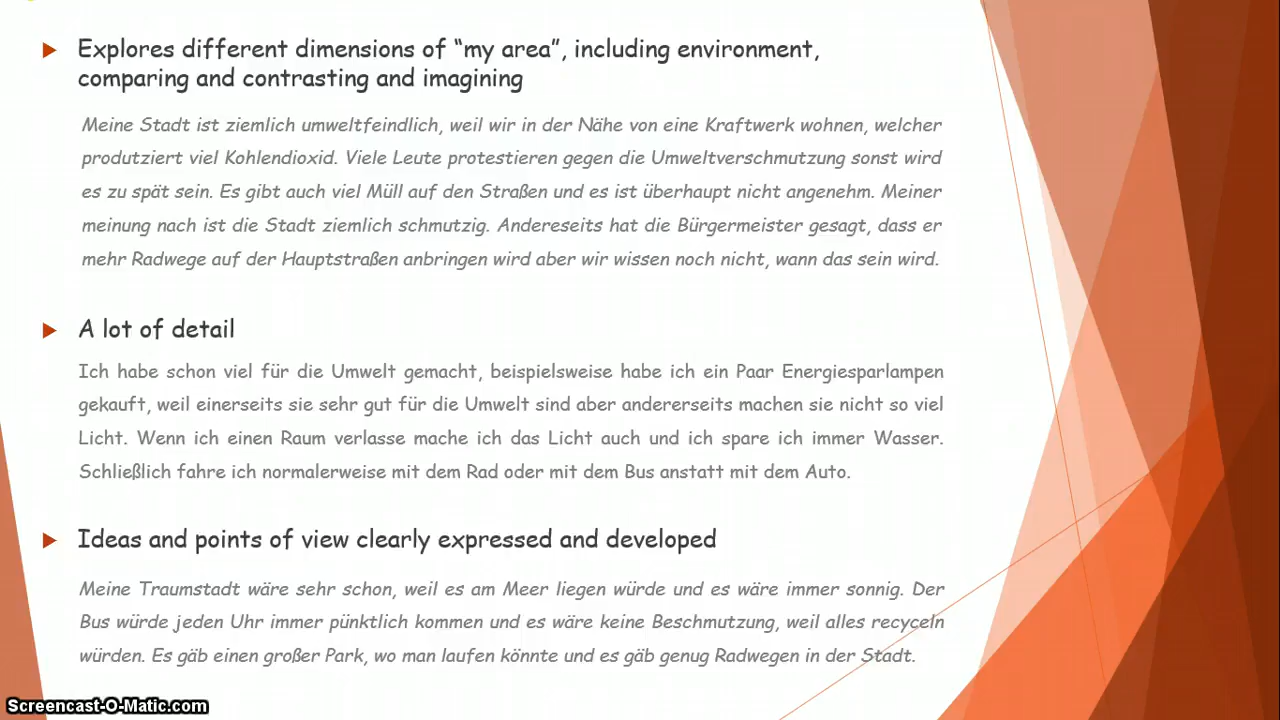 Explores different dimensions of “my area”, including environment,
comparing and contrasting and imagining
Meine Stadt ist ziemlich umweltfeindlich, weil wir in der Nähe von eine Kraftwerk wohnen, welcher
produtziert viel Kohlendioxid. Viele Leute protestieren gegen die Umweltverschmutzung sonst wird
es zu spät sein. Es gibt auch viel Müll auf den Straßen und es ist überhaupt nicht angenehm. Meiner
meinung nach ist die Stadt ziemlich schmutzig. Andereseits hat die Bürgermeister gesagt, dass er
mehr Radwege auf der Hauptstraßen anbringen wird aber wir wissen noch nicht, wann das sein wird.
A lot of detail
Ich habe schon viel für die Umwelt gemacht, beispielsweise habe ich ein Paar Energiesparlampen
gekauft, weil einerseits sie sehr gut für die Umwelt sind aber andererseits machen sie nicht so viel
Licht. Wenn ich einen Raum verlasse mache ich das Licht auch und ich spare ich immer Wasser.
Schließlich fahre ich normalerweise mit dem Rad oder mit dem Bus anstatt mit dem Auto.
Ideas and points of view clearly expressed and developed
Meine Traumstadt wäre sehr schon, weil es am Meer liegen würde und es wäre immer sonnig. Der
Bus würde jeden Uhr immer pünktlich kommen und es wäre keine Beschmutzung, weil alles recyceln
würden. Es gäb einen großer Park, wo man laufen könnte und es gäb genug Radwegen in der Stadt.
Screencast-O-Matic.com